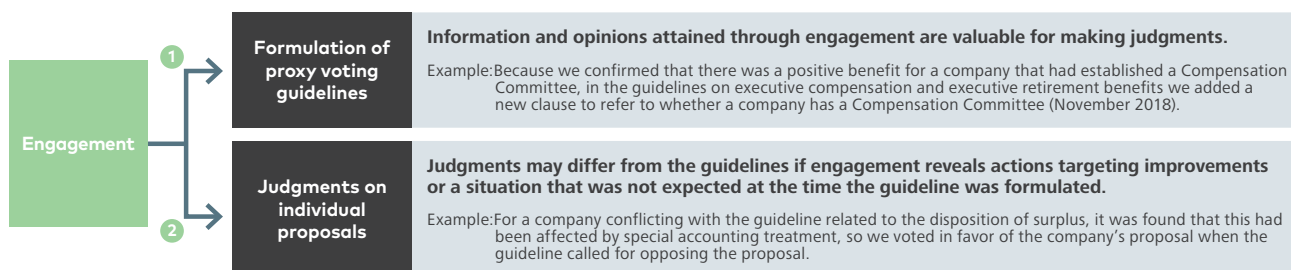 Engagement
1
Formulation of
proxy voting
guidelines
Information and opinions attained through engagement are valuable for making judgments.
Example:Because we confirmed that there was a positive benefit for a company that had established a Compensation
Committee, in the guidelines on executive compensation and executive retirement benefits we added a
new clause to refer to whether a company has a Compensation Committee (November 2018).
2
Judgments on
individual
proposals
Judgments may differ from the guidelines if engagement reveals actions targeting improvements
or a situation that was not expected at the time the guideline was formulated.
Example:For a company conflicting with the guideline related to the disposition of surplus, it was found that this had
been affected by special accounting treatment, so we voted in favor of the company’s proposal when the
guideline called for opposing the proposal.